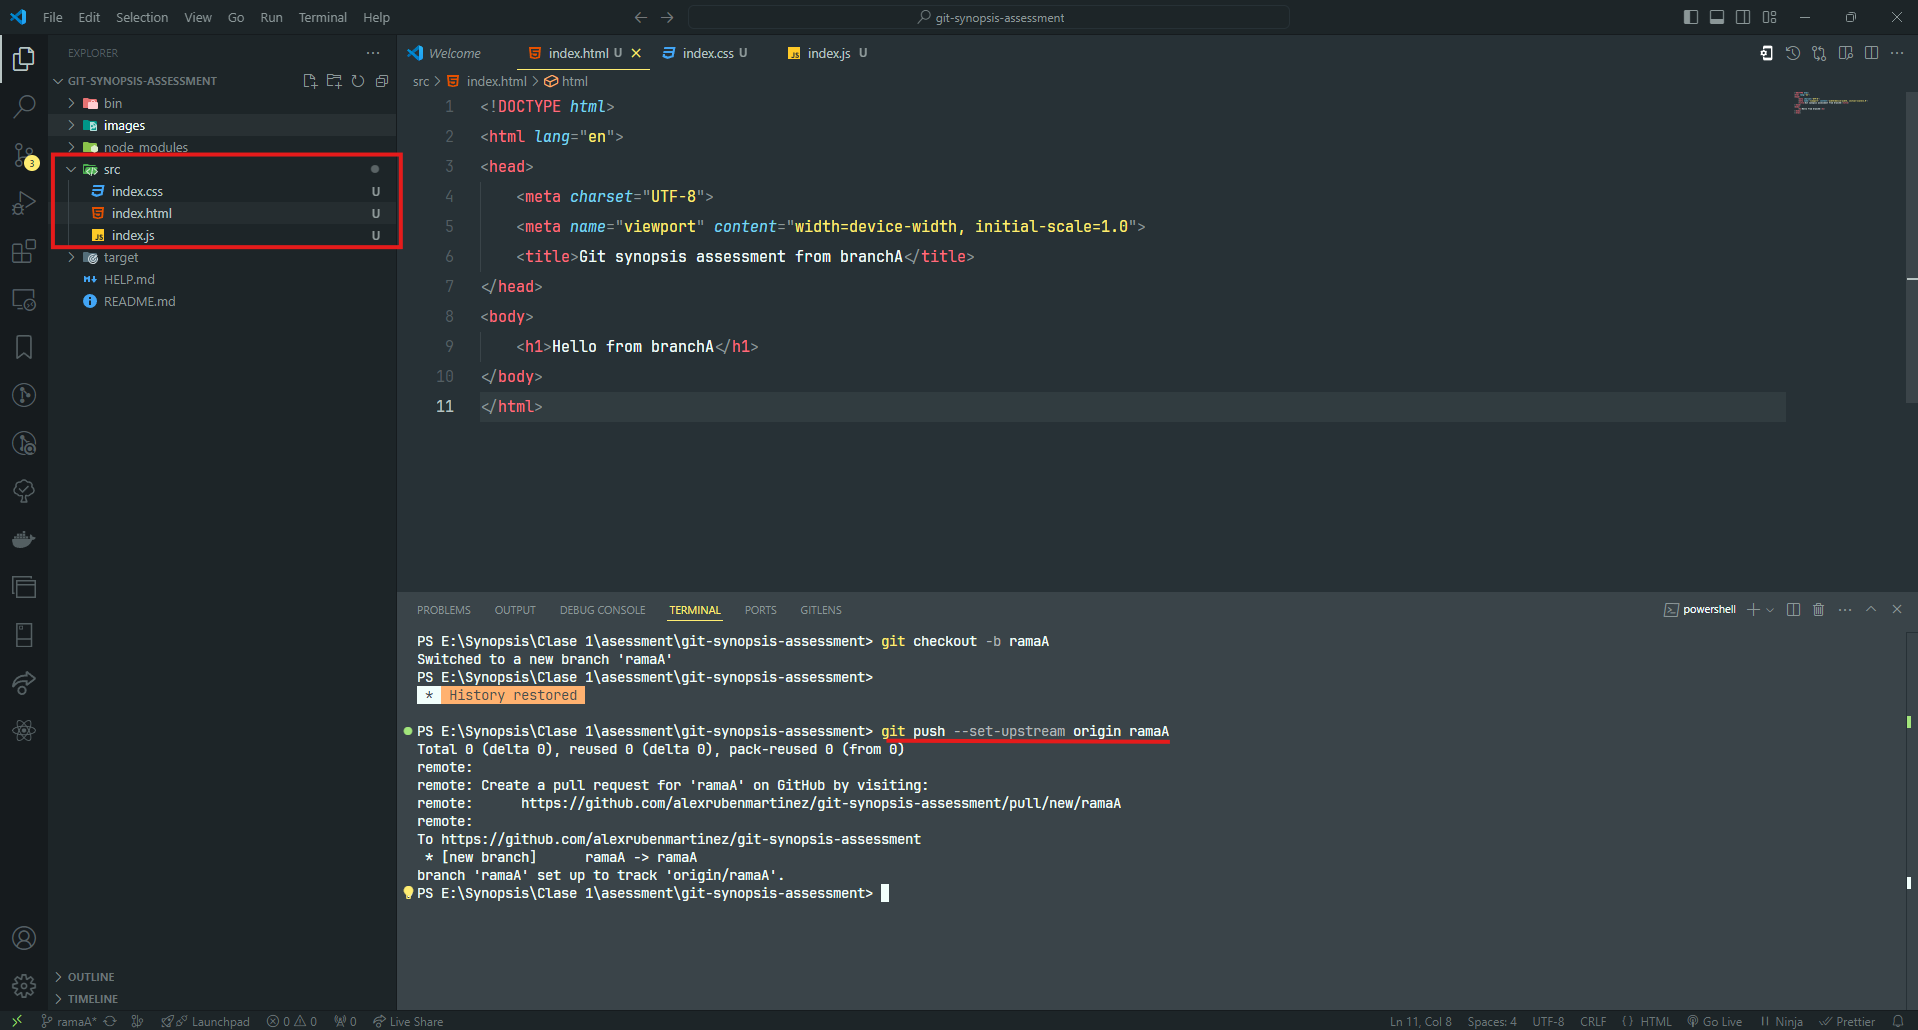 File Edit Selection View Go Run Terminal Help
git-synopsis-assessment
EXPLORER
GIT-SYNOPSIS-ASSESSMENT
bin
images
node_modules
src
index.css U
index.html U
index.js U
target
HELP.md
README.md
OUTLINE
TIMELINE
3
Welcome
index.html U
index.css U
JS index.js U
src > index.html > html
1 <!DOCTYPE html>
2 <html lang="en">
3 <head>
4 <meta charset="UTF-8">
5 <meta name="viewport" content="width=device-width, initial-scale=1.0">
6 <title>Git synopsis assessment from branchA</title>
7 </head>
8 <body>
9 <h1>Hello from branchA</h1>
10 </body>
11 </html>
PROBLEMS OUTPUT DEBUG CONSOLE TERMINAL PORTS GITLENS
powershell
PS E:\Synopsis\Clase 1\asessment\git-synopsis-assessment> git checkout -b ramaA
Switched to a new branch 'ramaA'
PS E:\Synopsis\Clase 1\asessment\git-synopsis-assessment>
* History restored
PS E:\Synopsis\Clase 1\asessment\git-synopsis-assessment> git push --set-upstream origin ramaA
Total 0 (delta 0), reused 0 (delta 0), pack-reused 0 (from 0)
remote:
remote: Create a pull request for 'ramaA' on GitHub by visiting:
remote: https://github.com/alexrubenmartinez/git-synopsis-assessment/pull/new/ramaA
remote:
To https://github.com/alexrubenmartinez/git-synopsis-assessment
* [new branch] ramaA -> ramaA
branch 'ramaA' set up to track 'origin/ramaA'.
PS E:\Synopsis\Clase 1\asessment\git-synopsis-assessment>
ramaA* Launchpad 0 0 0 Live Share
Ln 11, Col 8 Spaces: 4 UTF-8 CRLF {} HTML Go Live Ninja Prettier